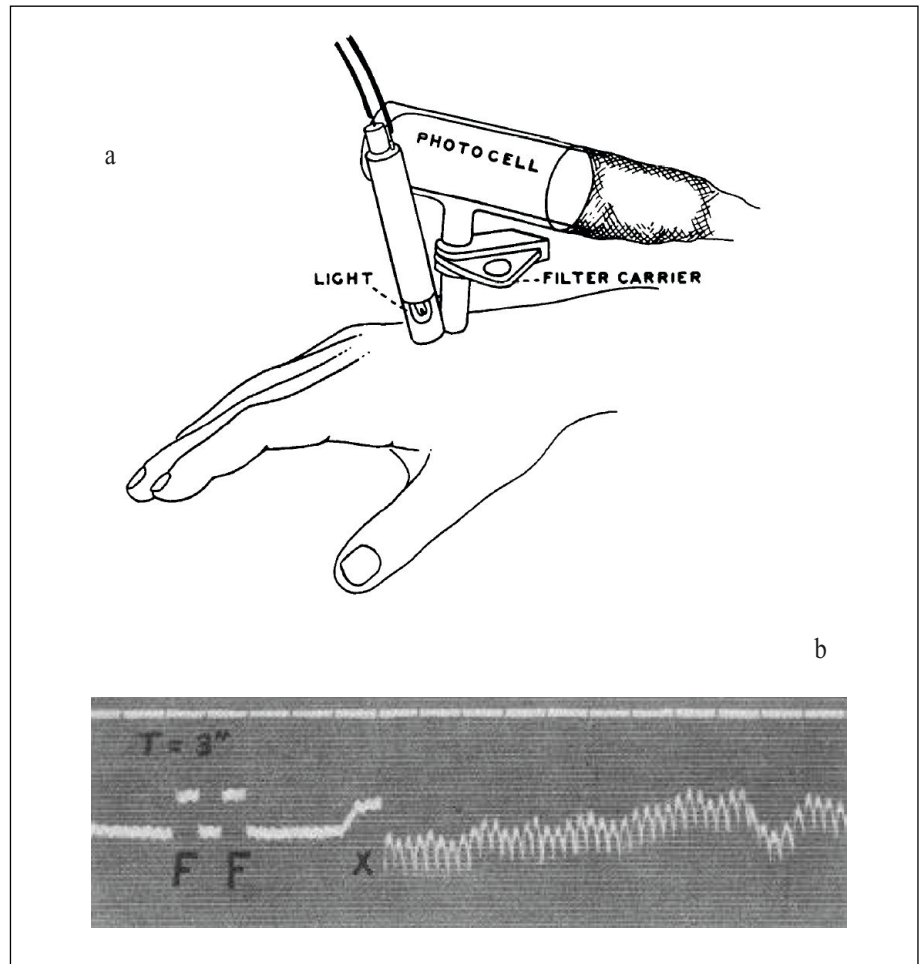 a
PHOTOCELL
LIGHT
FILTER CARRIER
b
T = 3"
F F
X